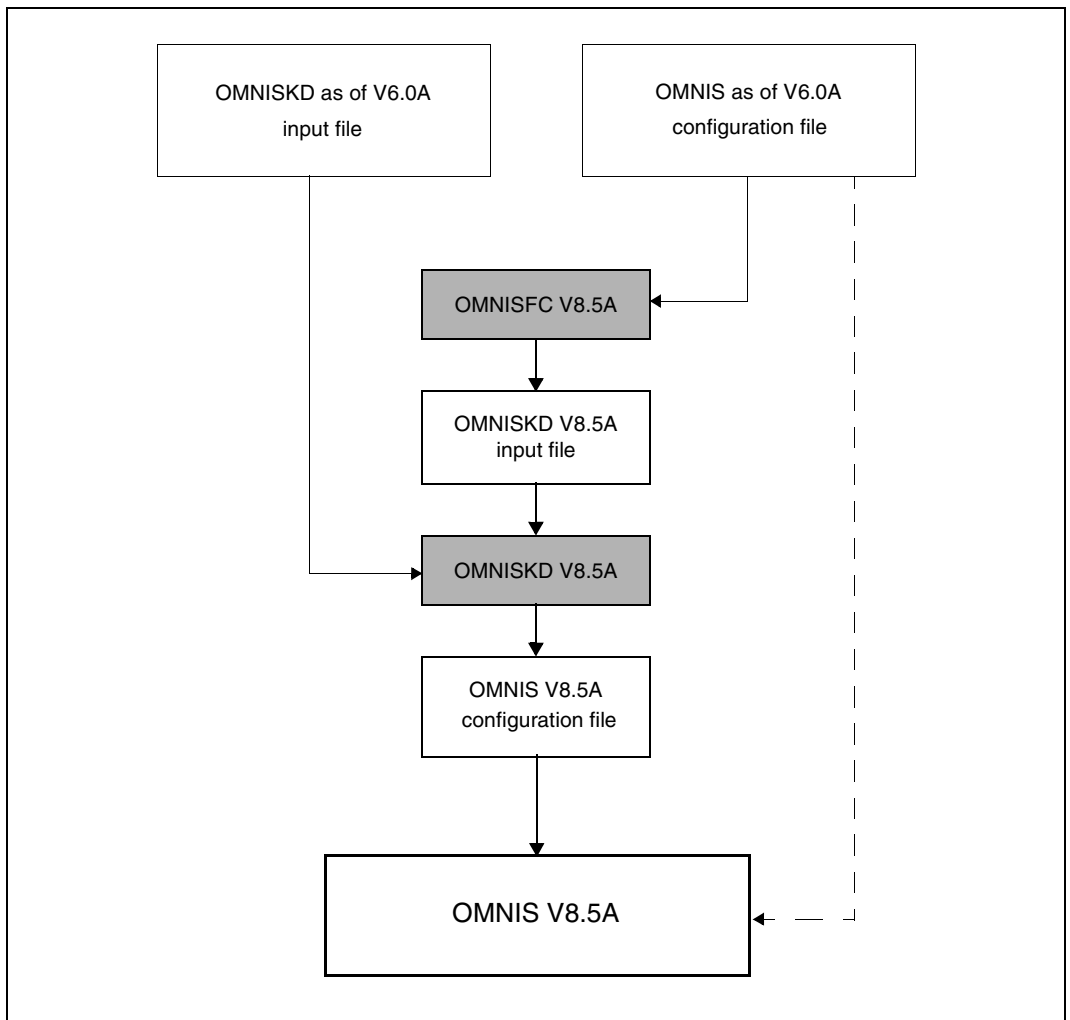 OMNISKD as of V6.0A
input file
OMNIS as of V6.0A
configuration file
OMNISFC V8.5A
OMNISKD V8.5A
input file
OMNISKD V8.5A
OMNIS V8.5A
configuration file
OMNIS V8.5A